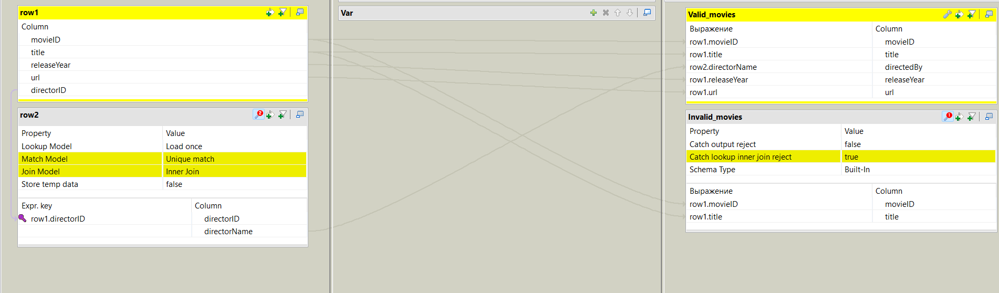 row1
Column
movieID
title
releaseYear
url
directorID
row2
2
Property Value
Lookup Model Load once
Match Model Unique match
Join Model Inner Join
Store temp data false
Expr. key Column
row1.directorID directorID
directorName
Var
Valid_movies
Выражение Column
row1.movieID movieID
row1.title title
row2.directorName directedBy
row1.releaseYear releaseYear
row1.url url
Invalid_movies
1
Property Value
Catch output reject false
Catch lookup inner join reject true
Schema Type Built-In
Выражение Column
row1.movieID movieID
row1.title title